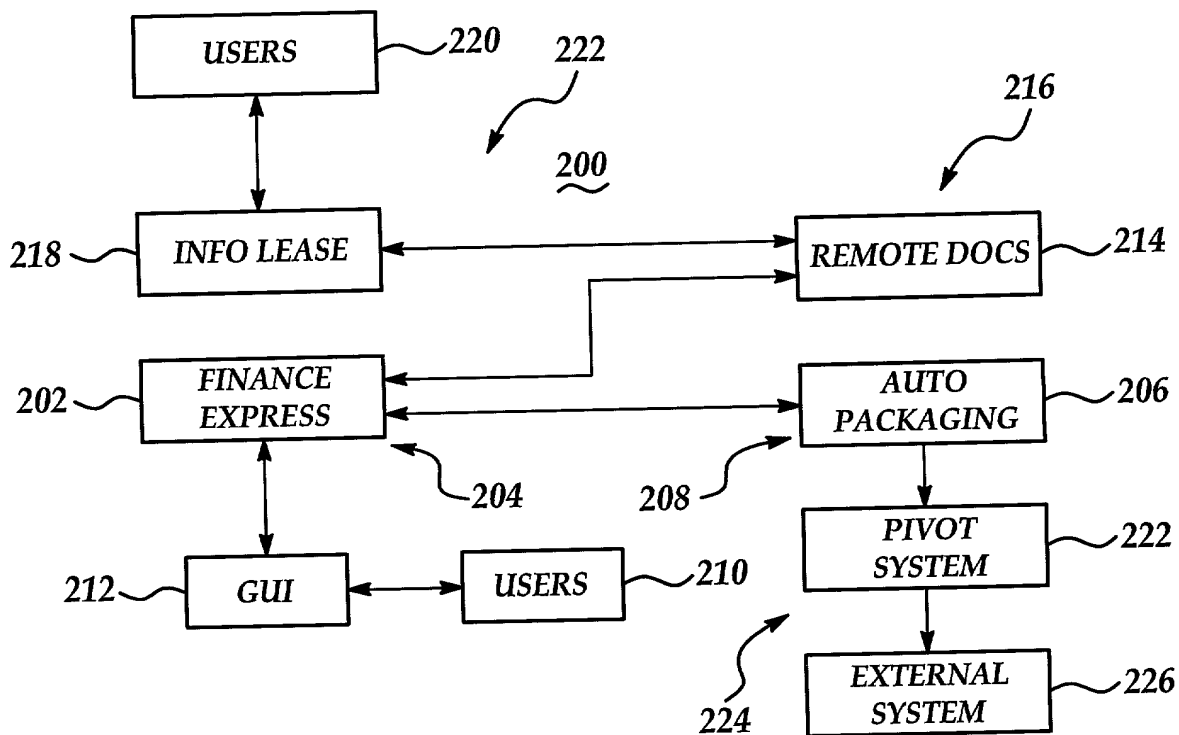 USERS
220
222
216
200
218
INFO LEASE
REMOTE DOCS
214
202
FINANCE
EXPRESS
AUTO
PACKAGING
206
204
208
PIVOT
SYSTEM
222
212
GUI
USERS
210
224
EXTERNAL
SYSTEM
226